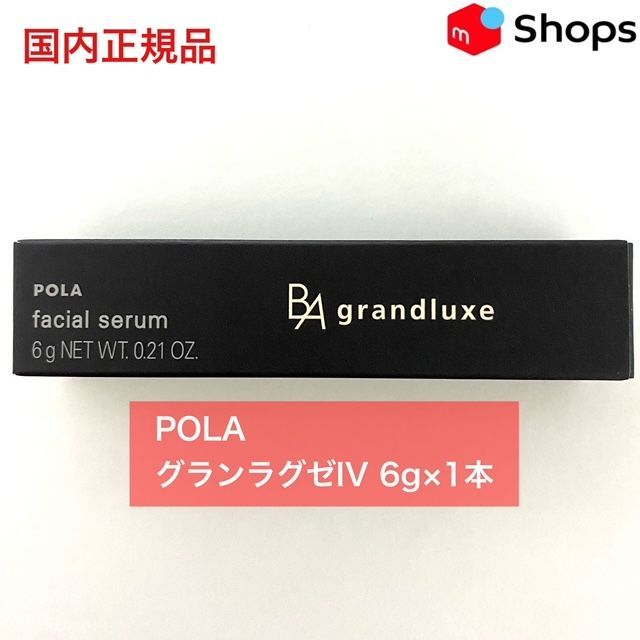 国内正規品
m Shops
POLA
facial serum
6 g NET WT. 0.21 OZ.
BA grandluxe
POLA
グランラグゼIV 6g×1本